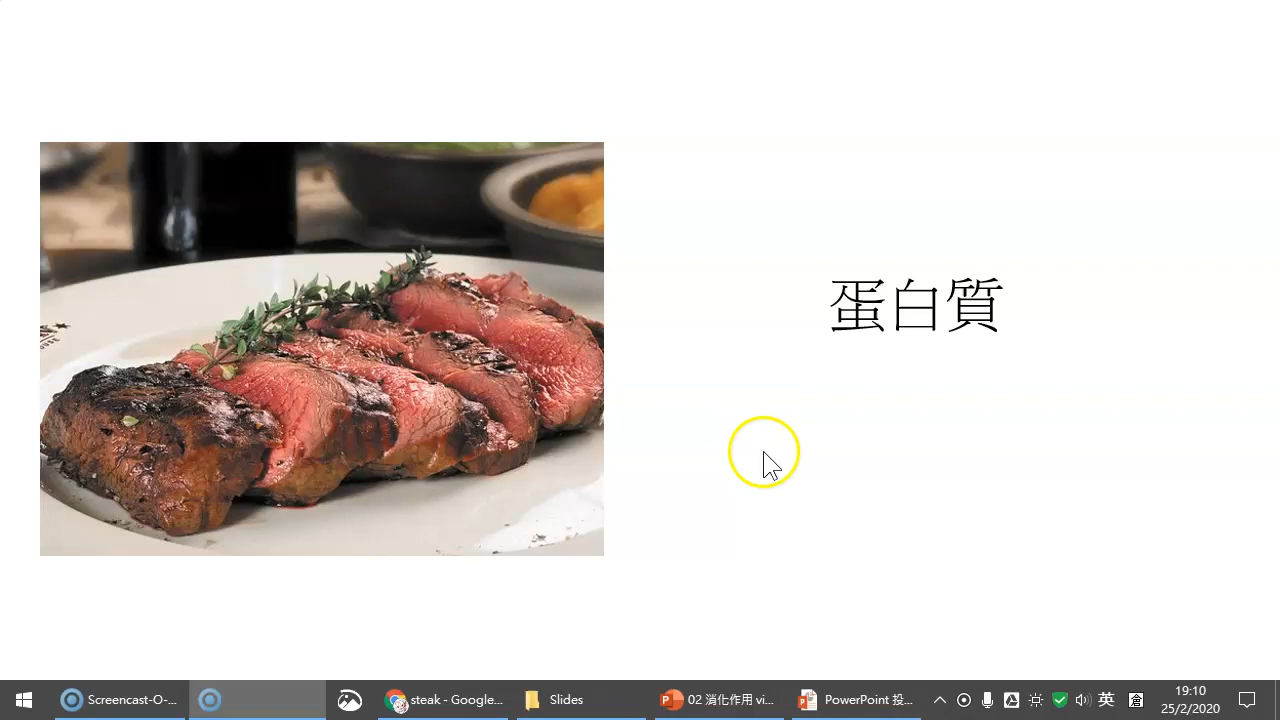 蛋白質
Screencast-O-...
steak - Google...
Slides
02 消化作用 vi...
PowerPoint 投...
英
倉
19:10
25/2/2020